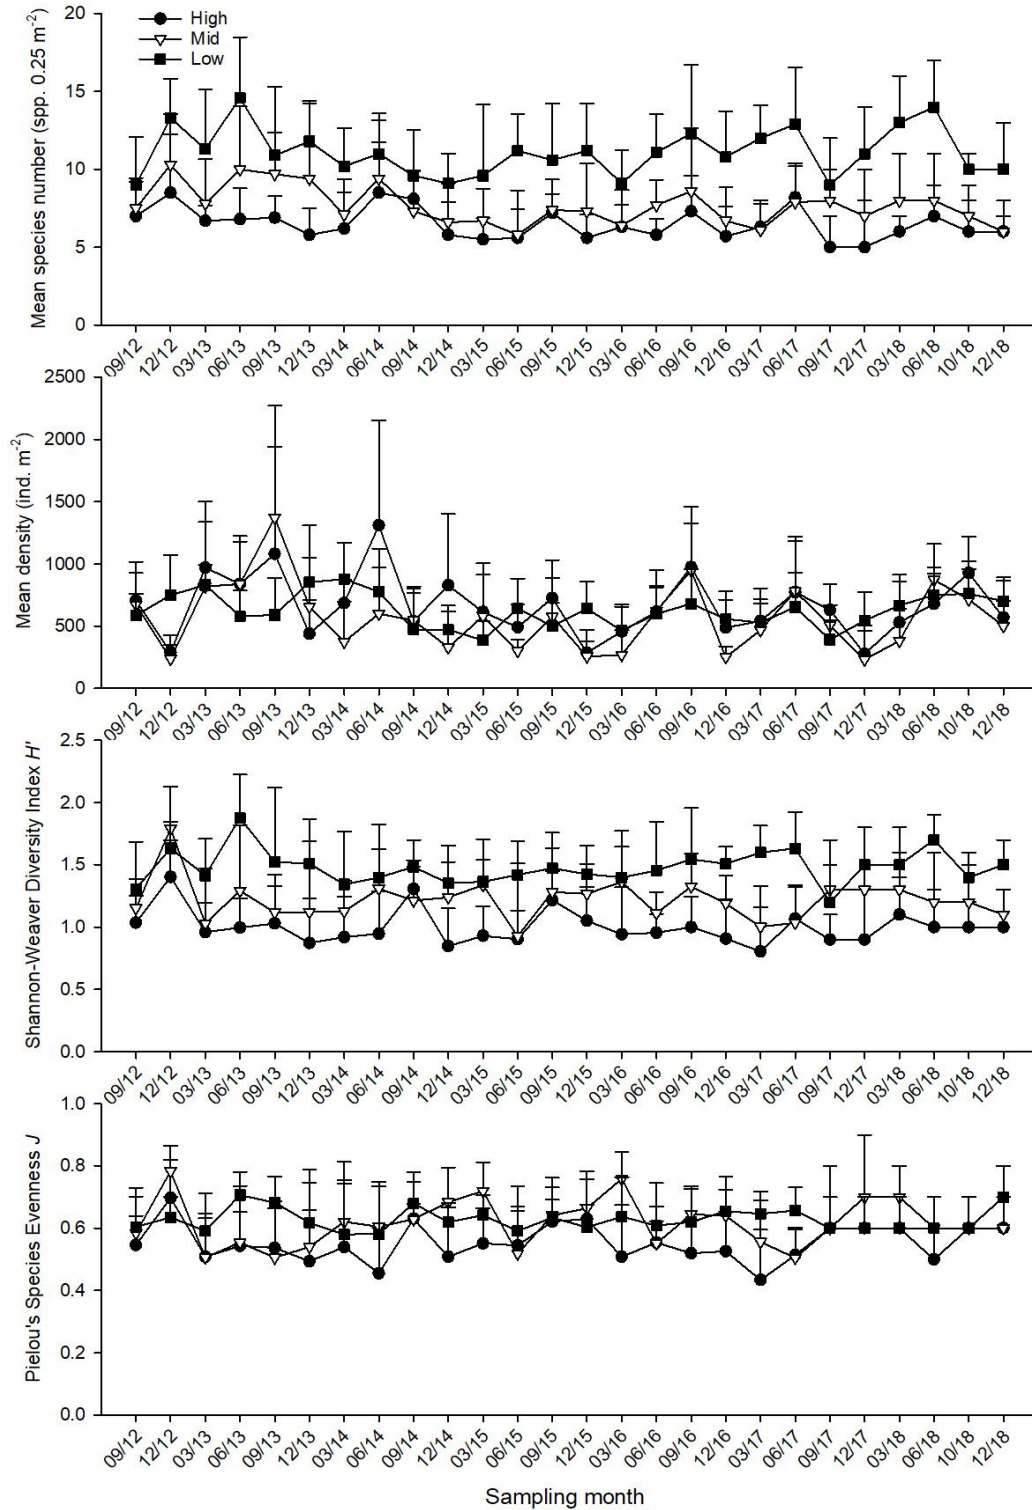 Mean species number (spp. 0.25 m⁻²)
20
15
10
5
0
High
Mid
Low
09/12 12/12 03/13 06/13 09/13 12/13 03/14 06/14 09/14 12/14 03/15 06/15 09/15 12/15 03/16 06/16 09/16 12/16 03/17 06/17 09/17 12/17 03/18 06/18 10/18 12/18
Mean density (ind. m⁻²)
2500
2000
1500
1000
500
0
09/12 12/12 03/13 06/13 09/13 12/13 03/14 06/14 09/14 12/14 03/15 06/15 09/15 12/15 03/16 06/16 09/16 12/16 03/17 06/17 09/17 12/17 03/18 06/18 10/18 12/18
Shannon-Weaver Diversity Index H'
2.5
2.0
1.5
1.0
0.5
0.0
09/12 12/12 03/13 06/13 09/13 12/13 03/14 06/14 09/14 12/14 03/15 06/15 09/15 12/15 03/16 06/16 09/16 12/16 03/17 06/17 09/17 12/17 03/18 06/18 10/18 12/18
Pielou's Species Evenness J
1.0
0.8
0.6
0.4
0.2
0.0
09/12 12/12 03/13 06/13 09/13 12/13 03/14 06/14 09/14 12/14 03/15 06/15 09/15 12/15 03/16 06/16 09/16 12/16 03/17 06/17 09/17 12/17 03/18 06/18 10/18 12/18
Sampling month